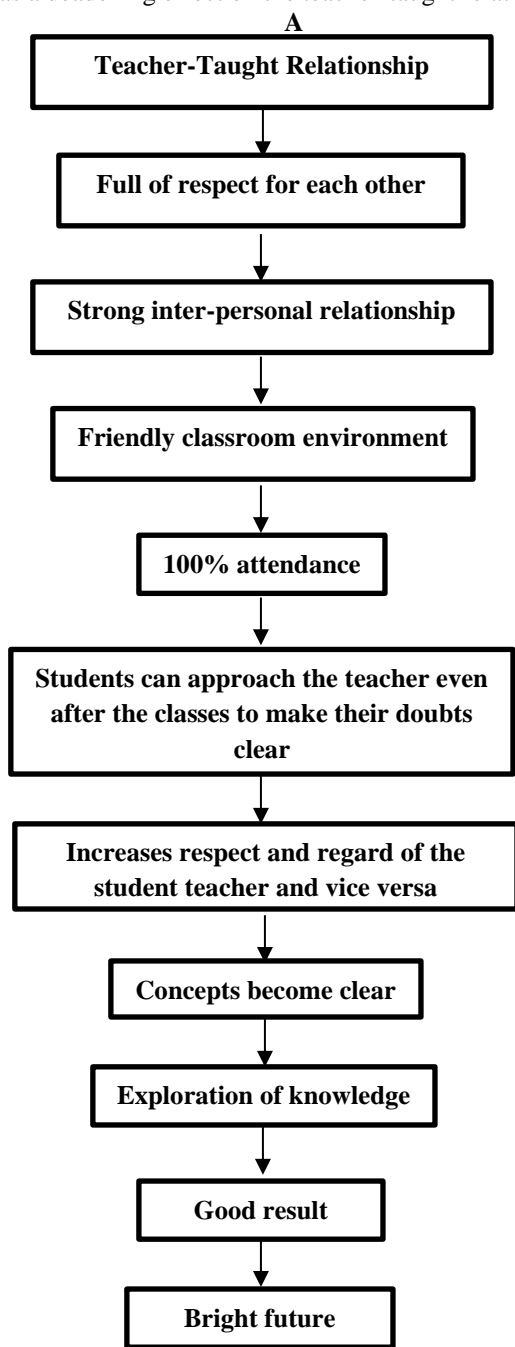 A
Teacher-Taught Relationship
Full of respect for each other
Strong inter-personal relationship
Friendly classroom environment
100% attendance
Students can approach the teacher even
after the classes to make their doubts
clear
Increases respect and regard of the
student teacher and vice versa
Concepts become clear
Exploration of knowledge
Good result
Bright future